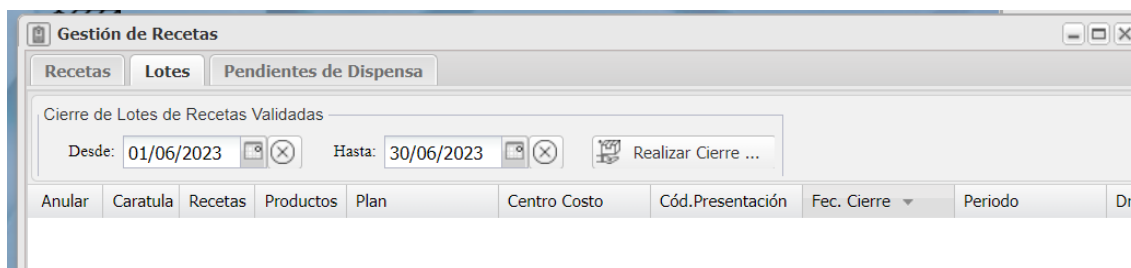 Gestión de Recetas
Recetas Lotes Pendientes de Dispensa
Cierre de Lotes de Recetas Validadas
Desde: 01/06/2023 Hasta: 30/06/2023 Realizar Cierre ...
Anular Caratula Recetas Productos Plan Centro Costo Cód.Presentación Fec. Cierre Periodo